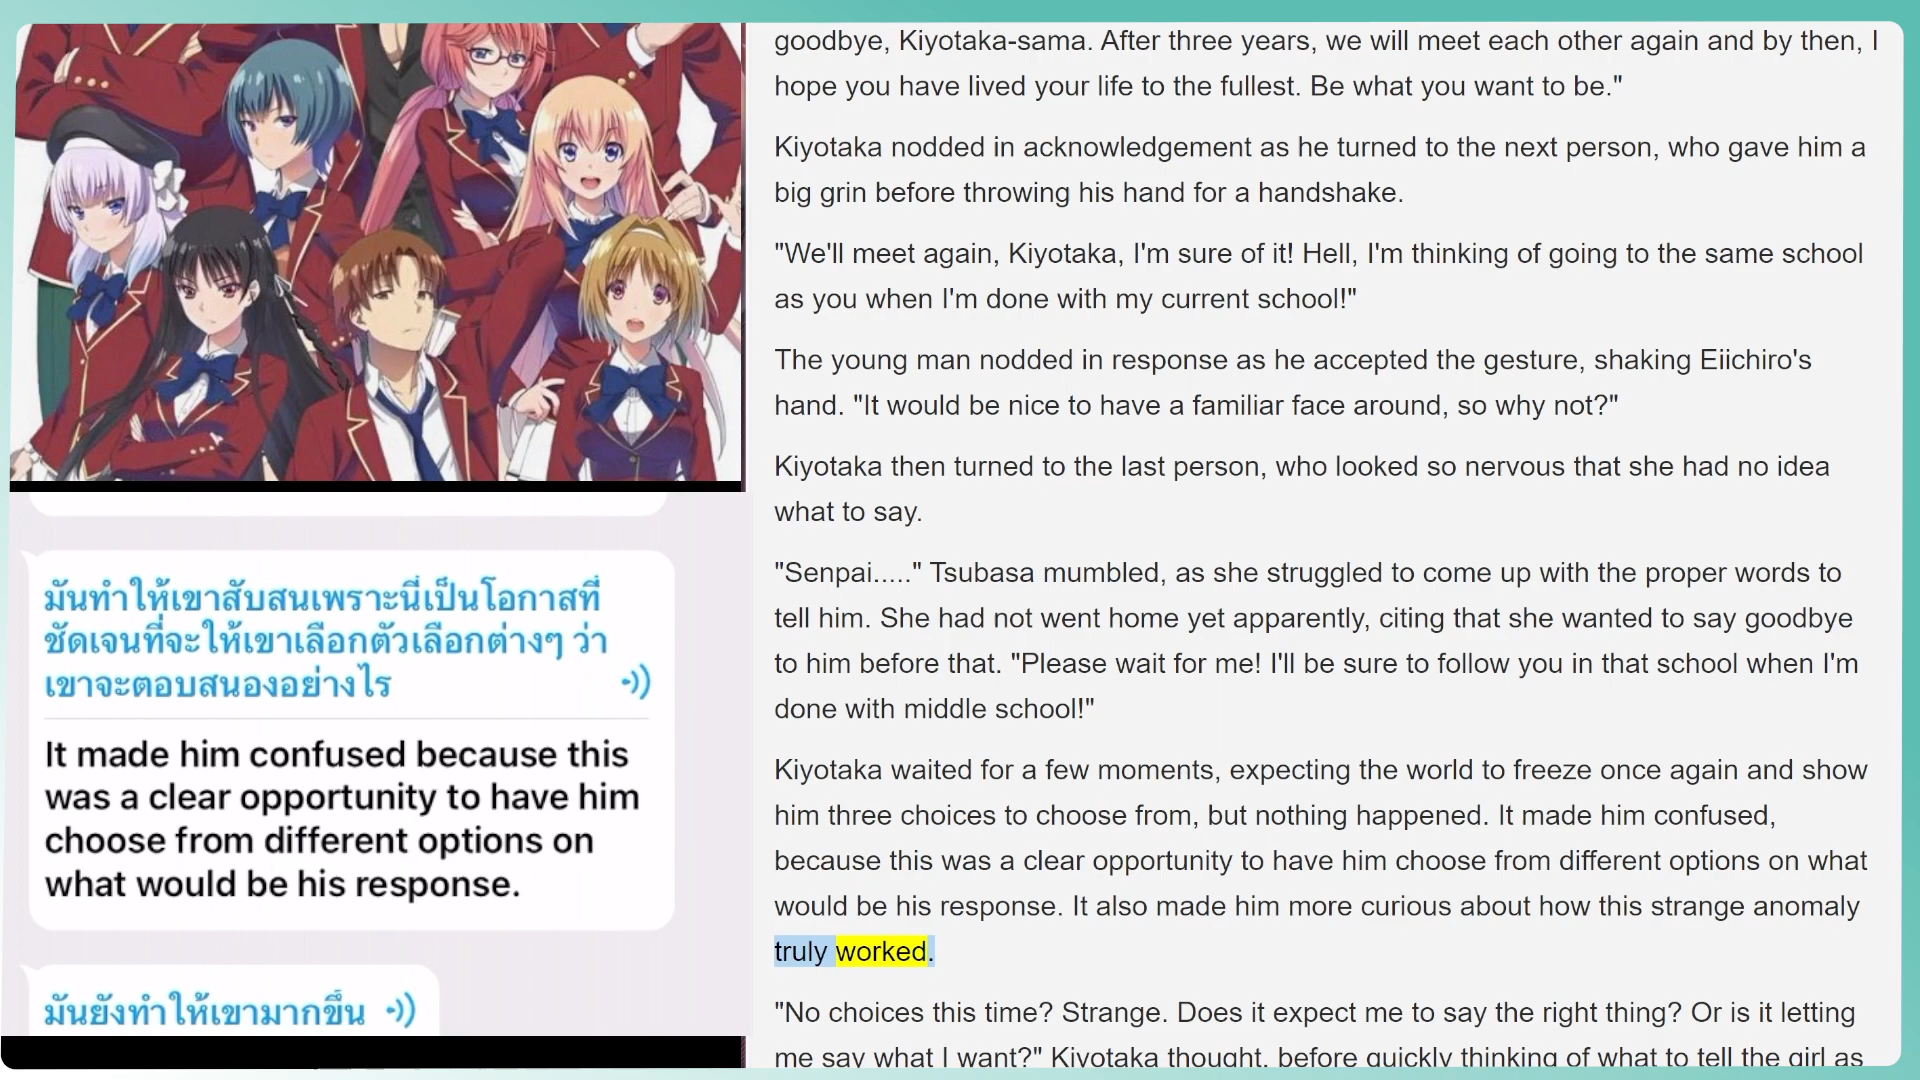 goodbye, Kiyotaka-sama. After three years, we will meet each other again and by then, I
hope you have lived your life to the fullest. Be what you want to be."
Kiyotaka nodded in acknowledgement as he turned to the next person, who gave him a
big grin before throwing his hand for a handshake.
"We'll meet again, Kiyotaka, I'm sure of it! Hell, I'm thinking of going to the same school
as you when I'm done with my current school!"
The young man nodded in response as he accepted the gesture, shaking Eiichiro's
hand. "It would be nice to have a familiar face around, so why not?"
Kiyotaka then turned to the last person, who looked so nervous that she had no idea
what to say.
"Senpai....." Tsubasa mumbled, as she struggled to come up with the proper words to
tell him. She had not went home yet apparently, citing that she wanted to say goodbye
to him before that. "Please wait for me! I'll be sure to follow you in that school when I'm
done with middle school!"
Kiyotaka waited for a few moments, expecting the world to freeze once again and show
him three choices to choose from, but nothing happened. It made him confused,
because this was a clear opportunity to have him choose from different options on what
would be his response. It also made him more curious about how this strange anomaly
truly worked.
"No choices this time? Strange. Does it expect me to say the right thing? Or is it letting
me say what I want?" Kiyotaka thought, before quickly thinking of what to tell the girl as
มันทำให้เขาสับสนเพราะนี่เป็นโอกาสที่
ชัดเจนที่จะให้เขาเลือกตัวเลือกต่างๆ ว่า
เขาจะตอบสนองอย่างไร
It made him confused because this
was a clear opportunity to have him
choose from different options on
what would be his response.
มันยังทำให้เขามากขึ้น